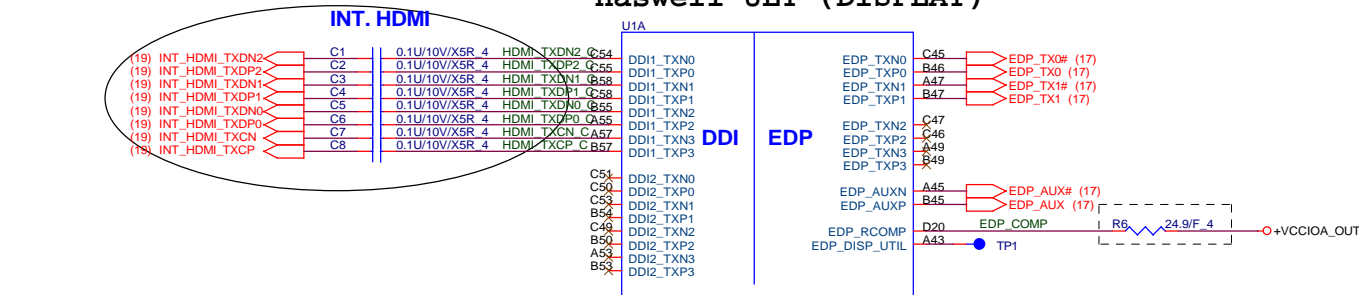 Haswell ULT (DISPLAY)
INT. HDMI
U1A
(19) INT_HDMI_TXDN2 C1 0.1U/10V/X5R_4 HDMI_TXDN2_C C54 DDI1_TXN0
(19) INT_HDMI_TXDP2 C2 0.1U/10V/X5R_4 HDMI_TXDP2_C C55 DDI1_TXP0
(19) INT_HDMI_TXDN1 C3 0.1U/10V/X5R_4 HDMI_TXDN1_C B58 DDI1_TXN1
(19) INT_HDMI_TXDP1 C4 0.1U/10V/X5R_4 HDMI_TXDP1_C C58 DDI1_TXP1
(19) INT_HDMI_TXDN0 C5 0.1U/10V/X5R_4 HDMI_TXDN0_C B55 DDI1_TXN2
(19) INT_HDMI_TXDP0 C6 0.1U/10V/X5R_4 HDMI_TXDP0_C A55 DDI1_TXP2
(19) INT_HDMI_TXCN C7 0.1U/10V/X5R_4 HDMI_TXCN_C A57 DDI1_TXN3
(19) INT_HDMI_TXCP C8 0.1U/10V/X5R_4 HDMI_TXCP_C B57 DDI1_TXP3
C51 DDI2_TXN0
C50 DDI2_TXP0
C53 DDI2_TXN1
B54 DDI2_TXP1
C49 DDI2_TXN2
B50 DDI2_TXP2
A53 DDI2_TXN3
B53 DDI2_TXP3
DDI EDP
EDP_TXN0 C45 EDP_TX0# (17)
EDP_TXP0 B46 EDP_TX0 (17)
EDP_TXN1 A47 EDP_TX1# (17)
EDP_TXP1 B47 EDP_TX1 (17)
EDP_TXN2 C47
EDP_TXP2 C46
EDP_TXN3 A49
EDP_TXP3 B49
EDP_AUXN A45 EDP_AUX# (17)
EDP_AUXP B45 EDP_AUX (17)
EDP_RCOMP D20 EDP_COMP R6 24.9/F_4 +VCCIOA_OUT
EDP_DISP_UTIL A43 TP1